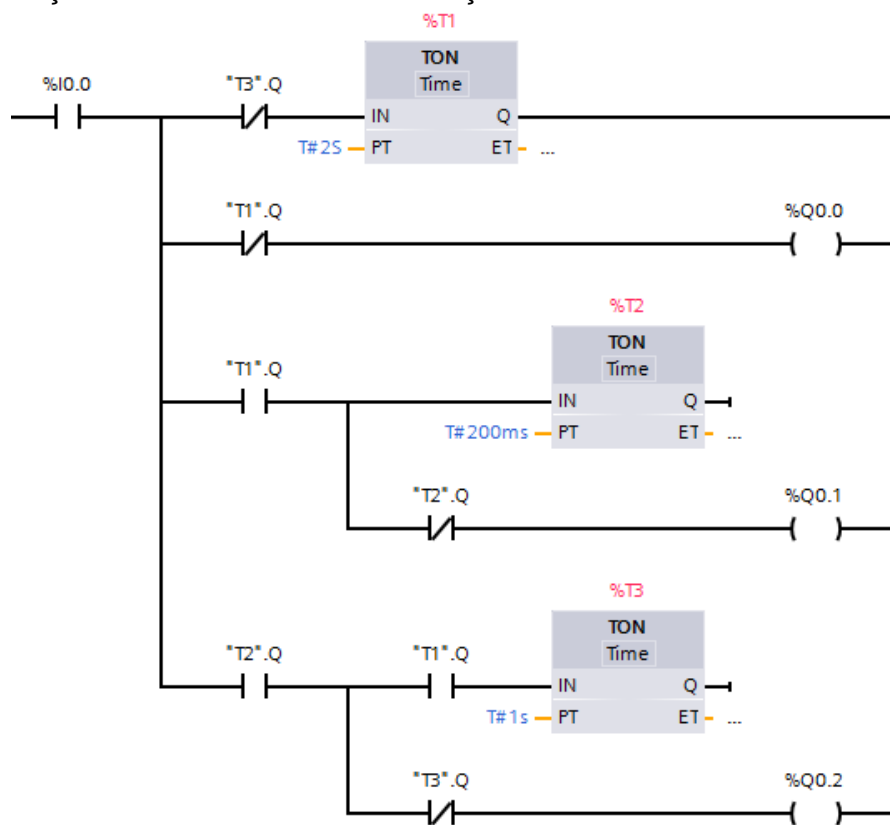 %T1
TON
Time
%I0.0
"T3".Q
IN
Q
T#2S
PT
ET
...
"T1".Q
%Q0.0
%T2
TON
Time
"T1".Q
IN
Q
T#200ms
PT
ET
...
"T2".Q
%Q0.1
%T3
TON
Time
"T2".Q
"T1".Q
IN
Q
T#1s
PT
ET
...
"T3".Q
%Q0.2